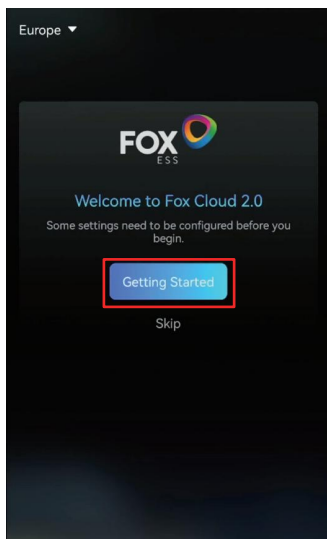 Europe
FOX
ESS
Welcome to Fox Cloud 2.0
Some settings need to be configured before you
begin.
Getting Started
Skip